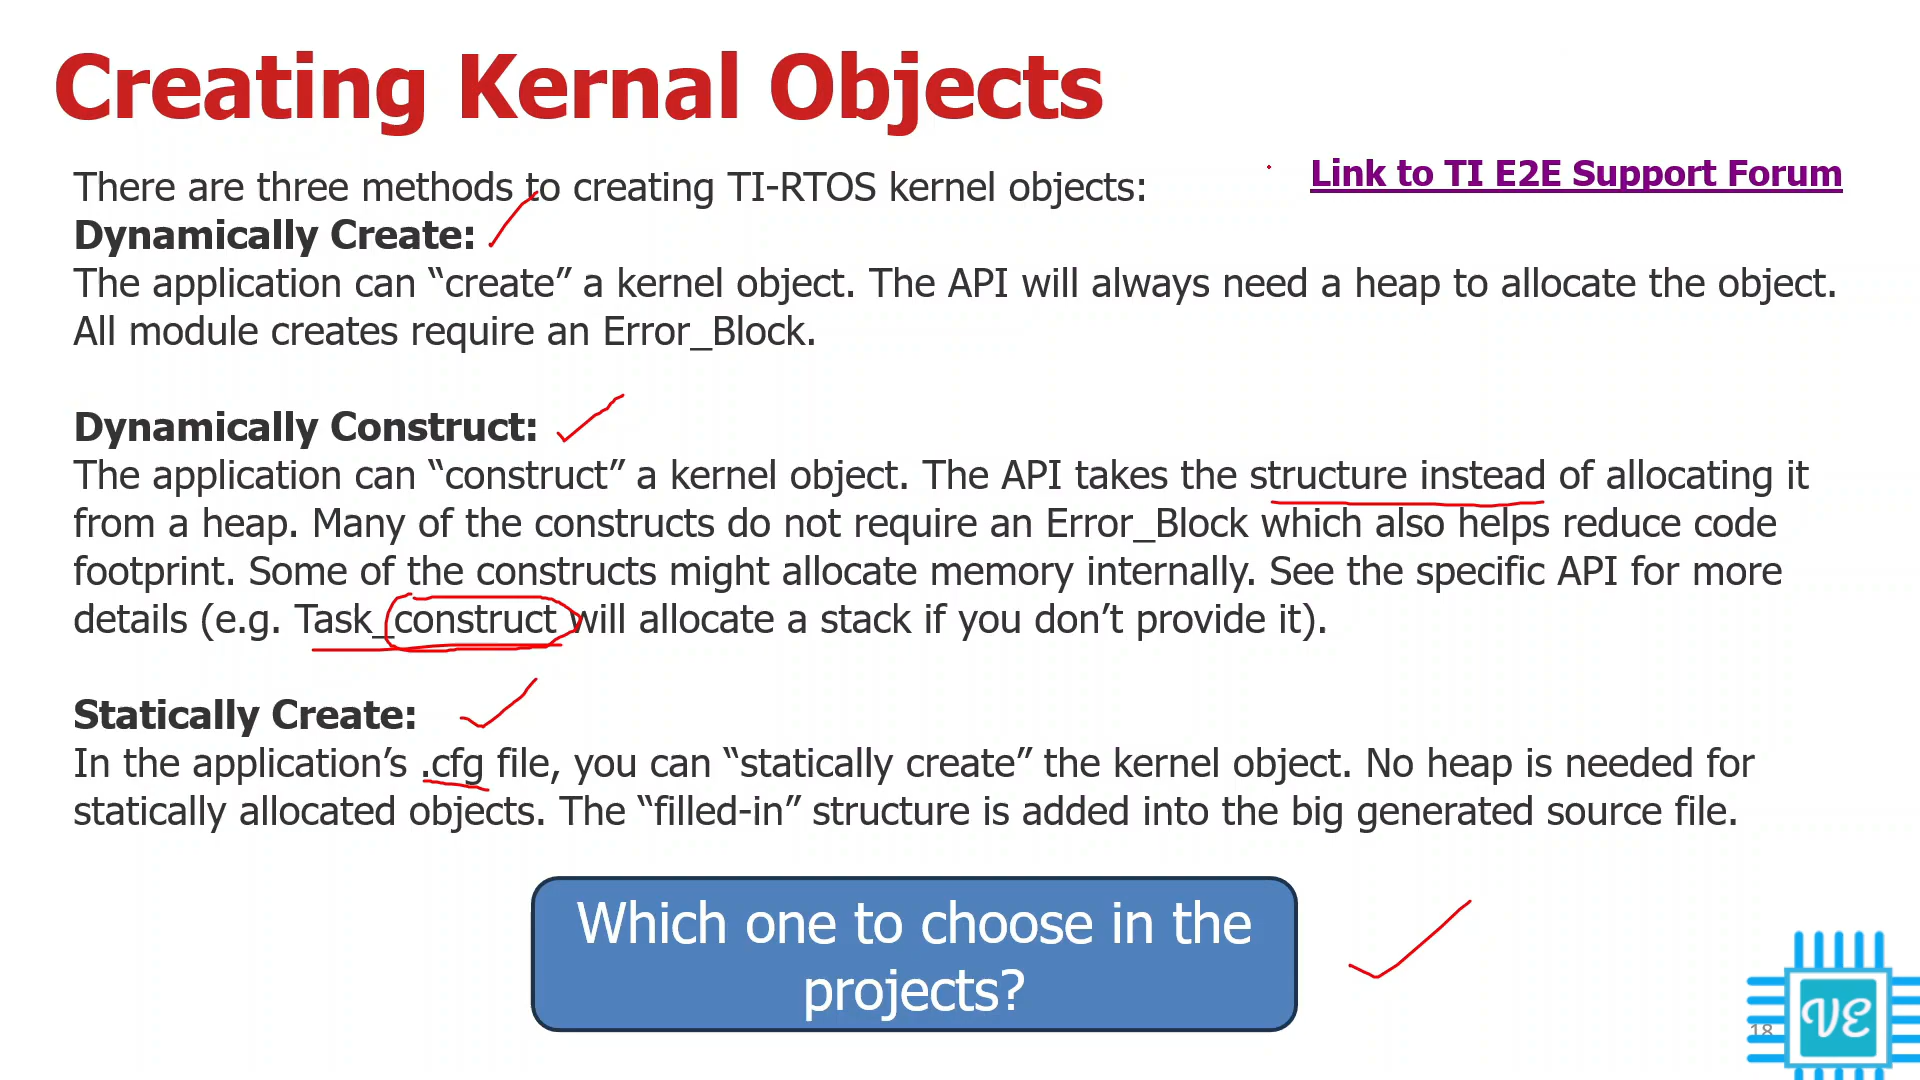 Creating Kernal Objects
There are three methods to creating TI-RTOS kernel objects:
Link to TI E2E Support Forum
Dynamically Create:
The application can “create” a kernel object. The API will always need a heap to allocate the object.
All module creates require an Error_Block.
Dynamically Construct:
The application can “construct” a kernel object. The API takes the structure instead of allocating it
from a heap. Many of the constructs do not require an Error_Block which also helps reduce code
footprint. Some of the constructs might allocate memory internally. See the specific API for more
details (e.g. Task_construct will allocate a stack if you don’t provide it).
Statically Create:
In the application’s .cfg file, you can “statically create” the kernel object. No heap is needed for
statically allocated objects. The “filled-in” structure is added into the big generated source file.
Which one to choose in the
projects?
18
VE